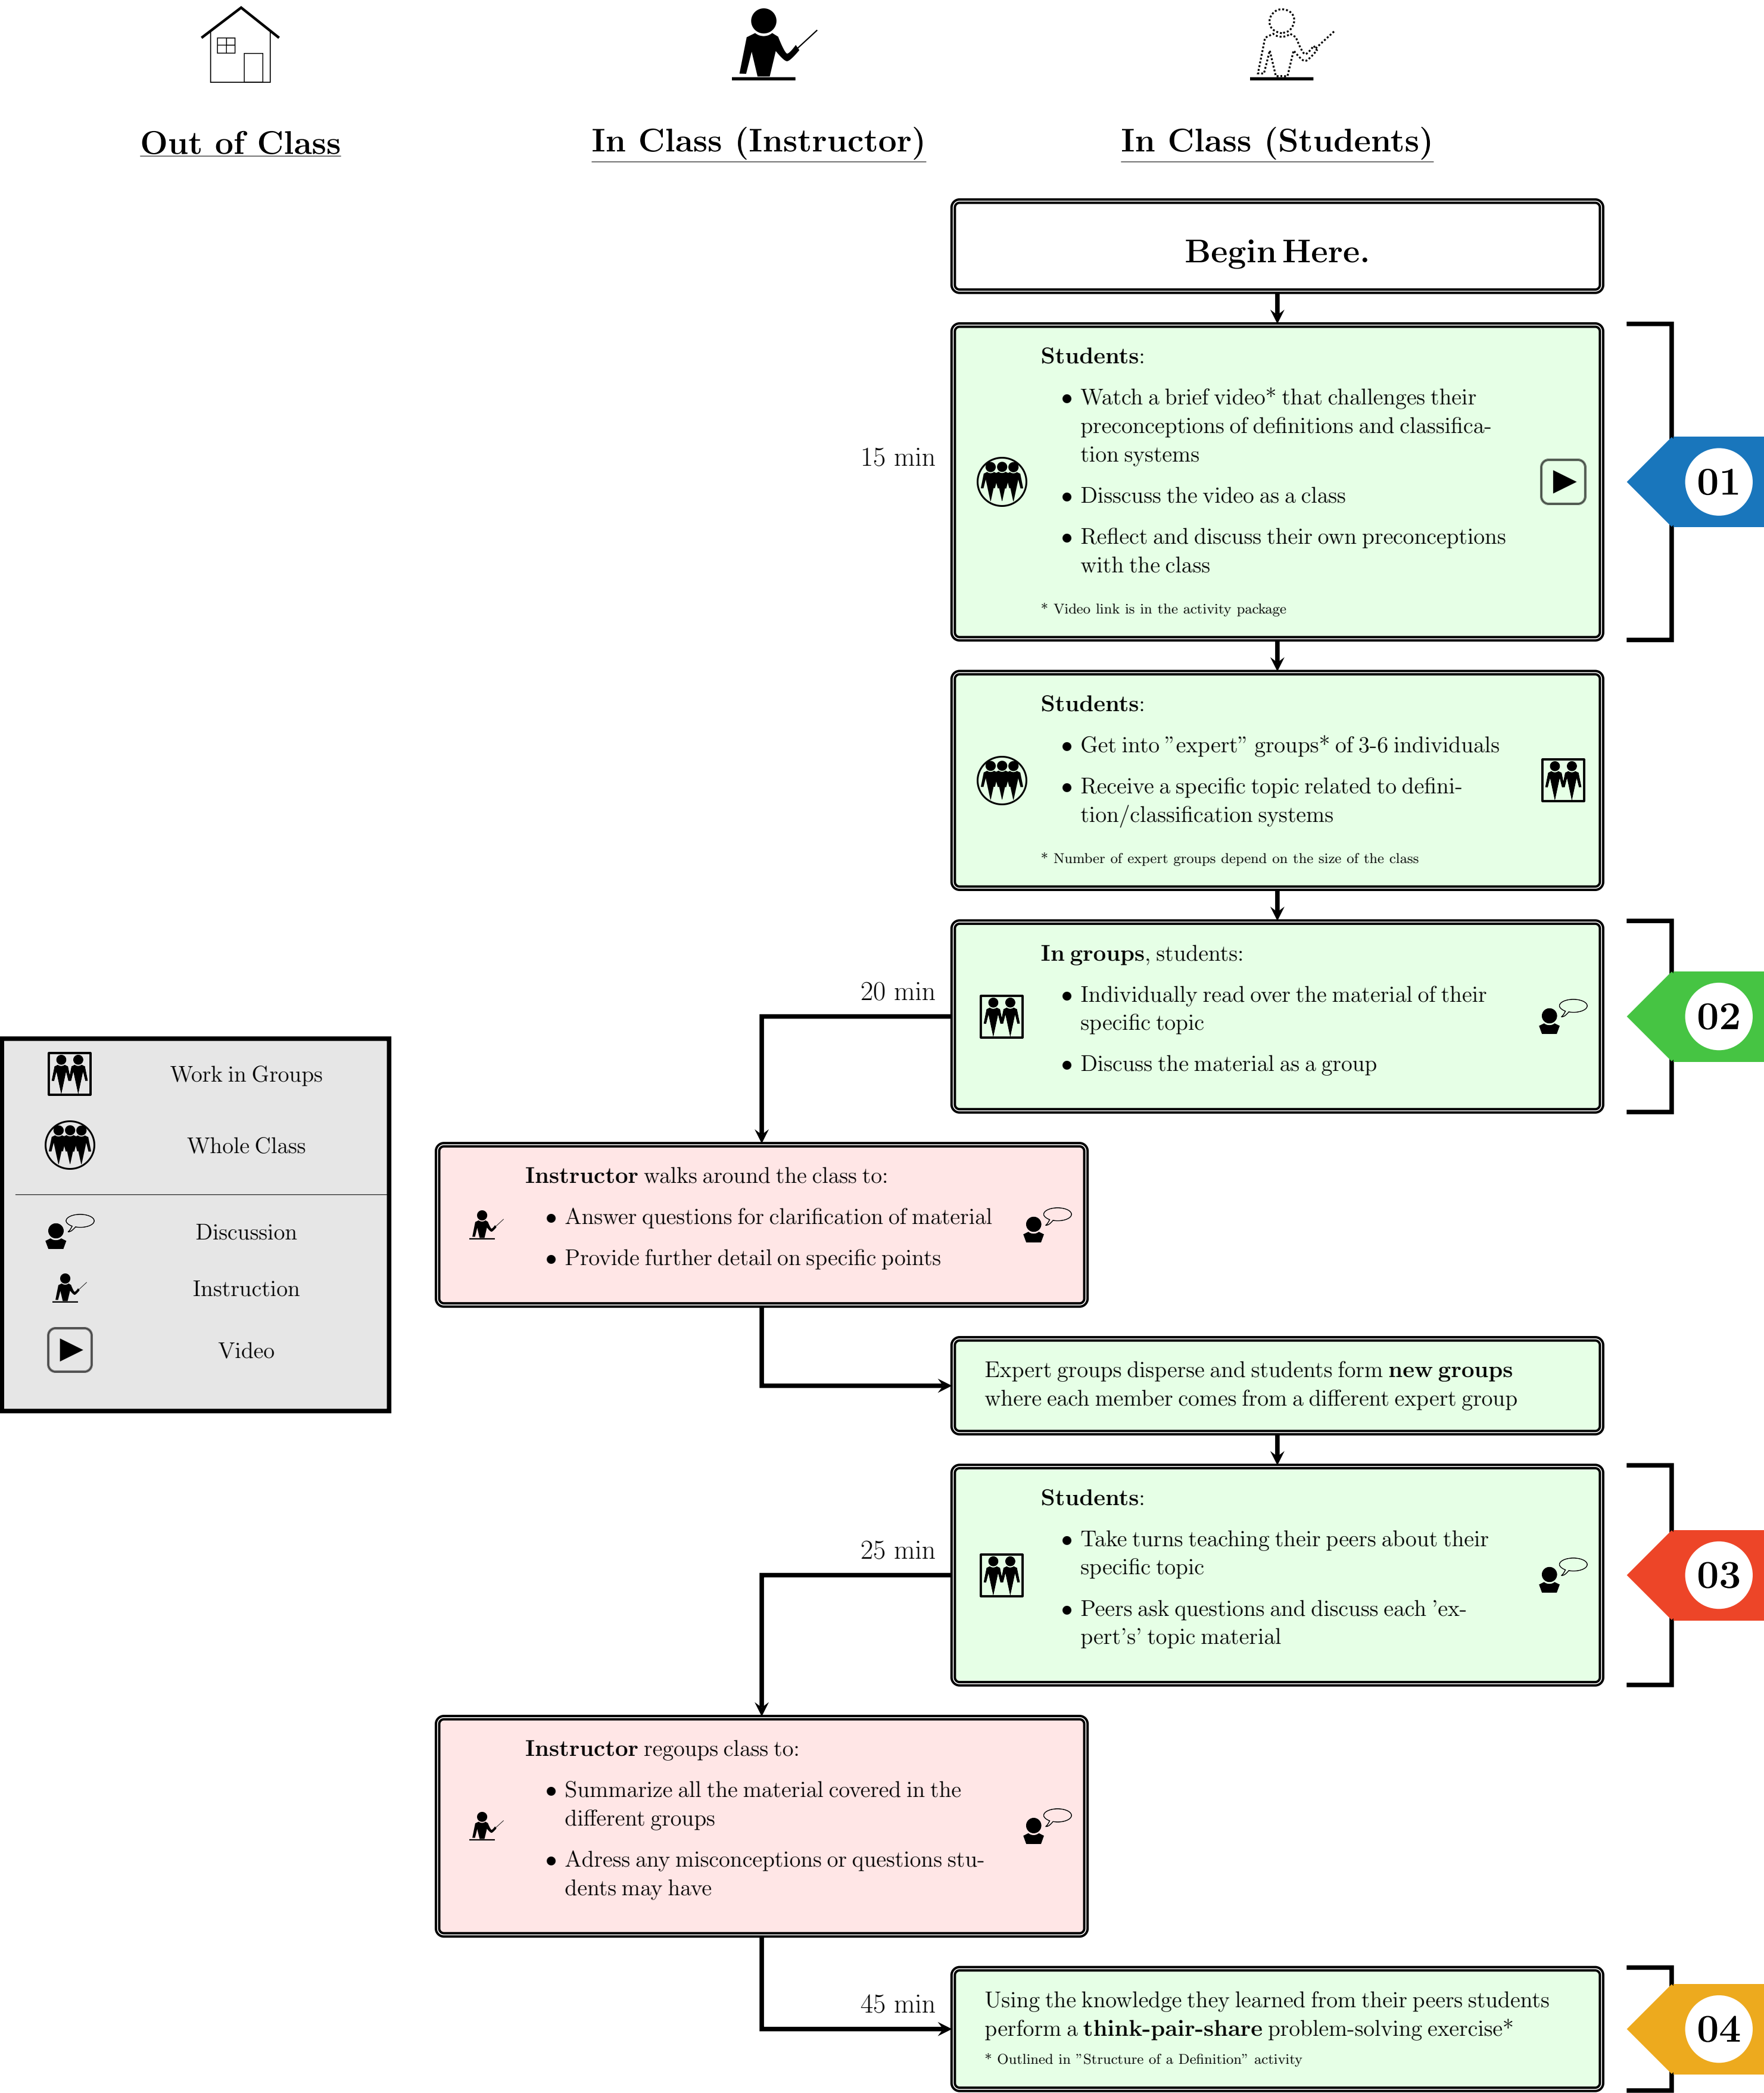 Out of Class
In Class (Instructor)
In Class (Students)
Begin Here.
Students:
• Watch a brief video* that challenges their
preconceptions of definitions and classifica-
tion systems
• Disscuss the video as a class
• Reflect and discuss their own preconceptions
with the class
* Video link is in the activity package
15 min
01
Students:
• Get into ”expert” groups* of 3-6 individuals
• Receive a specific topic related to defini-
tion/classification systems
* Number of expert groups depend on the size of the class
In groups, students:
• Individually read over the material of their
specific topic
• Discuss the material as a group
20 min
02
Work in Groups
Whole Class
Discussion
Instruction
Video
Instructor walks around the class to:
• Answer questions for clarification of material
• Provide further detail on specific points
Expert groups disperse and students form new groups
where each member comes from a different expert group
Students:
• Take turns teaching their peers about their
specific topic
• Peers ask questions and discuss each ’ex-
pert’s’ topic material
25 min
03
Instructor regoups class to:
• Summarize all the material covered in the
different groups
• Adress any misconceptions or questions stu-
dents may have
45 min
Using the knowledge they learned from their peers students
perform a think-pair-share problem-solving exercise*
* Outlined in ”Structure of a Definition” activity
04